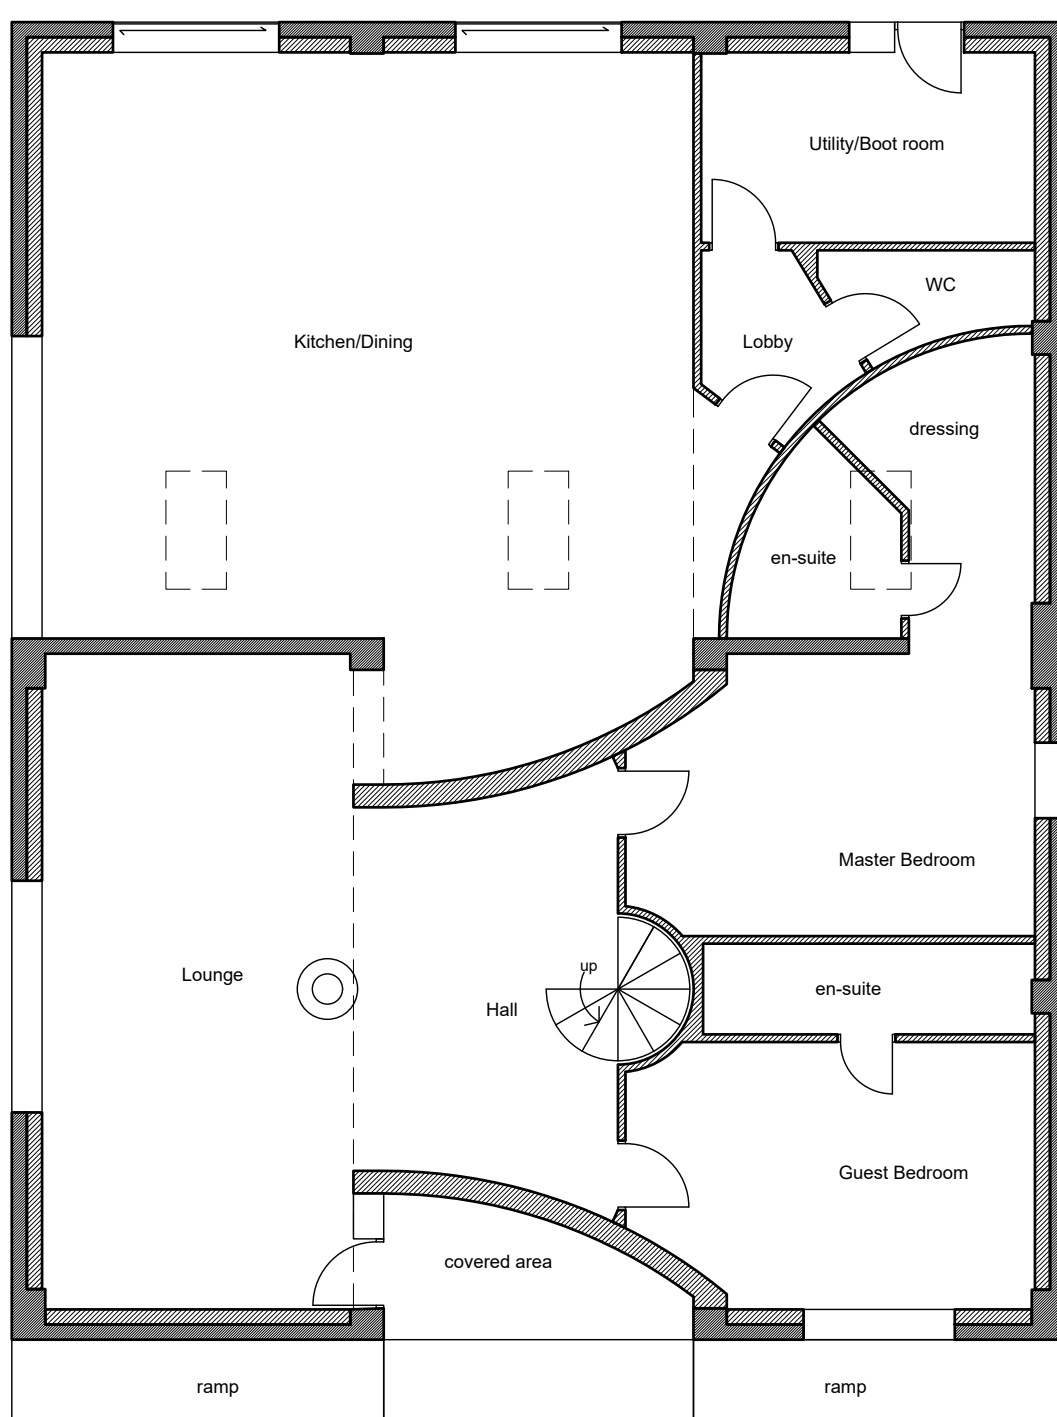 Utility/Boot room
WC
Kitchen/Dining
Lobby
dressing
en-suite
Master Bedroom
up
Lounge
en-suite
Hall
Guest Bedroom
covered area
ramp
ramp